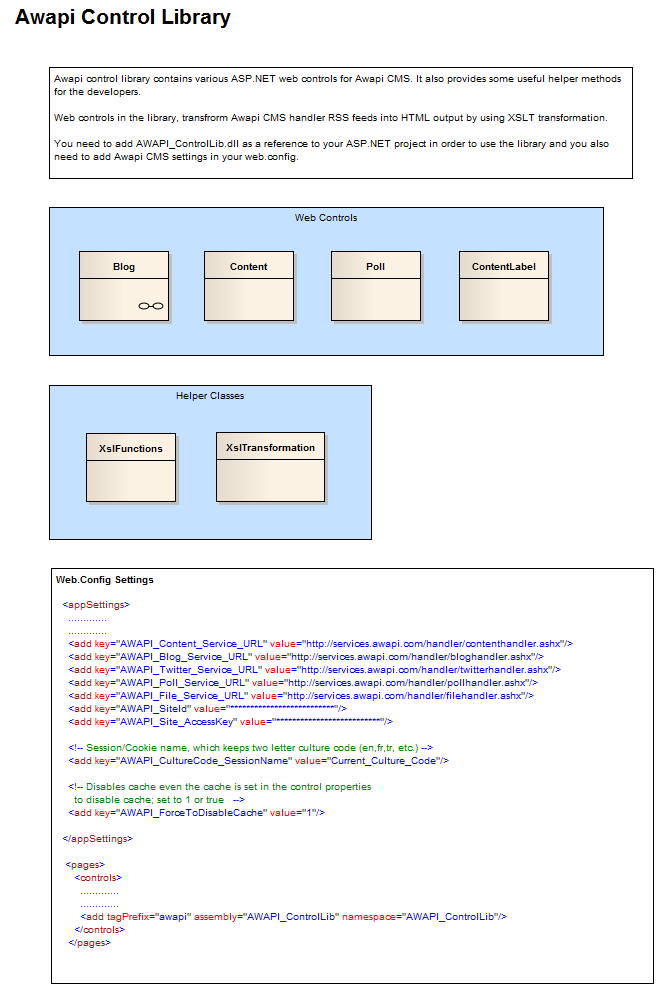 Awapi Control Library
Awapi control library contains various ASP.NET web controls for Awapi CMS. It also provides some useful helper methods
for the developers.
Web controls in the library, transfrorm Awapi CMS handler RSS feeds into HTML output by using XSLT transformation.
You need to add AWAPI_ControlLib.dll as a reference to your ASP.NET project in order to use the library and you also
need to add Awapi CMS settings in your web.config.
Web Controls
Blog
Content
Poll
ContentLabel
Helper Classes
XslFunctions
XslTransformation
Web.Config Settings
<appSettings>
.............
.............
<add key="AWAPI_Content_Service_URL" value="http://services.awapi.com/handler/contenthandler.ashx"/>
<add key="AWAPI_Blog_Service_URL" value="http://services.awapi.com/handler/bloghandler.ashx"/>
<add key="AWAPI_Twitter_Service_URL" value="http://services.awapi.com/handler/twitterhandler.ashx"/>
<add key="AWAPI_Poll_Service_URL" value="http://services.awapi.com/handler/pollhandler.ashx"/>
<add key="AWAPI_File_Service_URL" value="http://services.awapi.com/handler/filehandler.ashx"/>
<add key="AWAPI_SiteId" value="***************************"/>
<add key="AWAPI_Site_AccessKey" value="***************************"/>
<!-- Session/Cookie name, which keeps two letter culture code (en,fr,tr, etc.) -->
<add key="AWAPI_CultureCode_SessionName" value="Current_Culture_Code"/>
<!-- Disables cache even the cache is set in the control properties
to disable cache; set to 1 or true -->
<add key="AWAPI_ForceToDisableCache" value="1"/>
</appSettings>
<pages>
<controls>
.............
.............
<add tagPrefix="awapi" assembly="AWAPI_ControlLib" namespace="AWAPI_ControlLib"/>
</controls>
</pages>